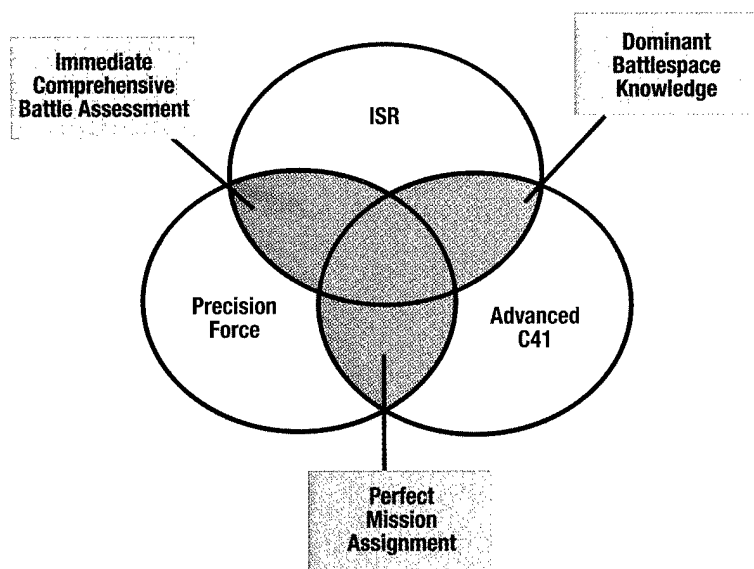 Immediate
Comprehensive
Battle Assessment
Dominant
Battlespace
Knowledge
ISR
Precision
Force
Advanced
C41
Perfect
Mission
Assignment